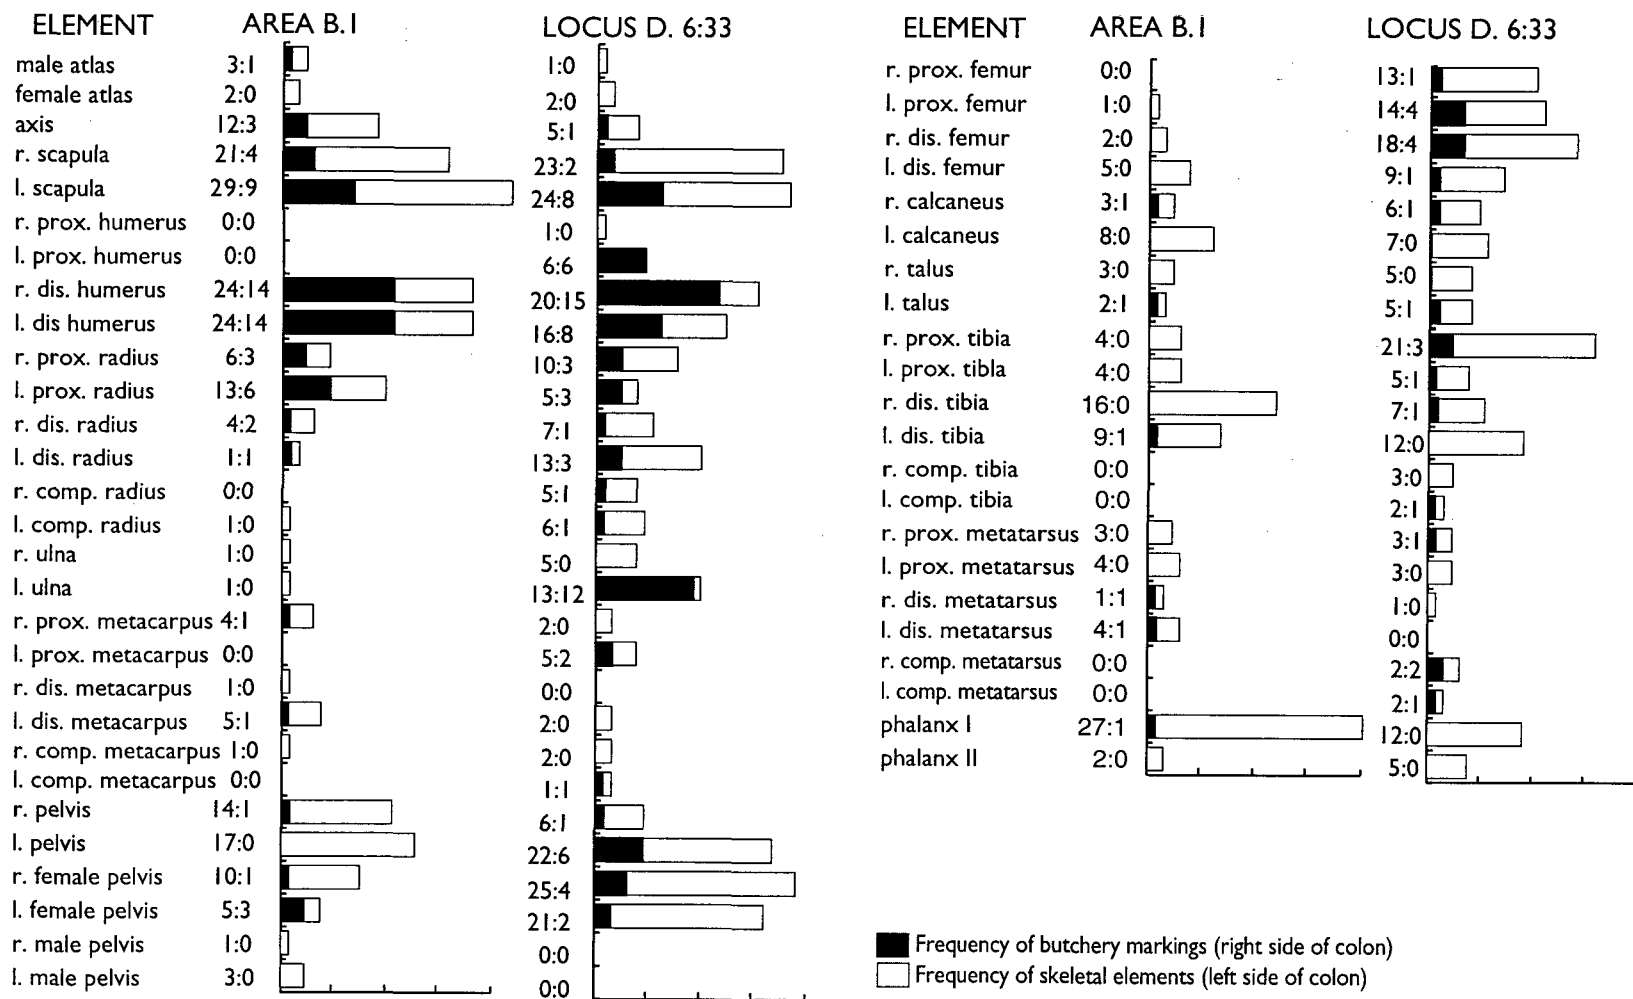 ELEMENT AREA B.I LOCUS D. 6:33
male atlas 3:1 1:0
female atlas 2:0 2:0
axis 12:3 5:1
r. scapula 21:4 23:2
l. scapula 29:9 24:8
r. prox. humerus 0:0 1:0
l. prox. humerus 0:0 6:6
r. dis. humerus 24:14 20:15
l. dis humerus 24:14 16:8
r. prox. radius 6:3 10:3
l. prox. radius 13:6 5:3
r. dis. radius 4:2 7:1
l. dis. radius 1:1 13:3
r. comp. radius 0:0 5:1
l. comp. radius 1:0 6:1
r. ulna 1:0 5:0
l. ulna 1:0 13:12
r. prox. metacarpus 4:1 2:0
l. prox. metacarpus 0:0 5:2
r. dis. metacarpus 1:0 0:0
l. dis. metacarpus 5:1 2:0
r. comp. metacarpus 1:0 2:0
l. comp. metacarpus 0:0 1:1
r. pelvis 14:1 6:1
l. pelvis 17:0 22:6
r. female pelvis 10:1 25:4
l. female pelvis 5:3 21:2
r. male pelvis 1:0 0:0
l. male pelvis 3:0 0:0
ELEMENT AREA B.I LOCUS D. 6:33
r. prox. femur 0:0 13:1
l. prox. femur 1:0 14:4
r. dis. femur 2:0 18:4
l. dis. femur 5:0 9:1
r. calcaneus 3:1 6:1
l. calcaneus 8:0 7:0
r. talus 3:0 5:0
l. talus 2:1 5:1
r. prox. tibia 4:0 21:3
l. prox. tibla 4:0 5:1
r. dis. tibia 16:0 7:1
l. dis. tibia 9:1 12:0
r. comp. tibia 0:0 3:0
l. comp. tibia 0:0 2:1
r. prox. metatarsus 3:0 3:1
l. prox. metatarsus 4:0 3:0
r. dis. metatarsus 1:1 1:0
l. dis. metatarsus 4:1 0:0
r. comp. metatarsus 0:0 2:2
l. comp. metatarsus 0:0 2:1
phalanx I 27:1 12:0
phalanx II 2:0 5:0
Frequency of butchery markings (right side of colon)
Frequency of skeletal elements (left side of colon)